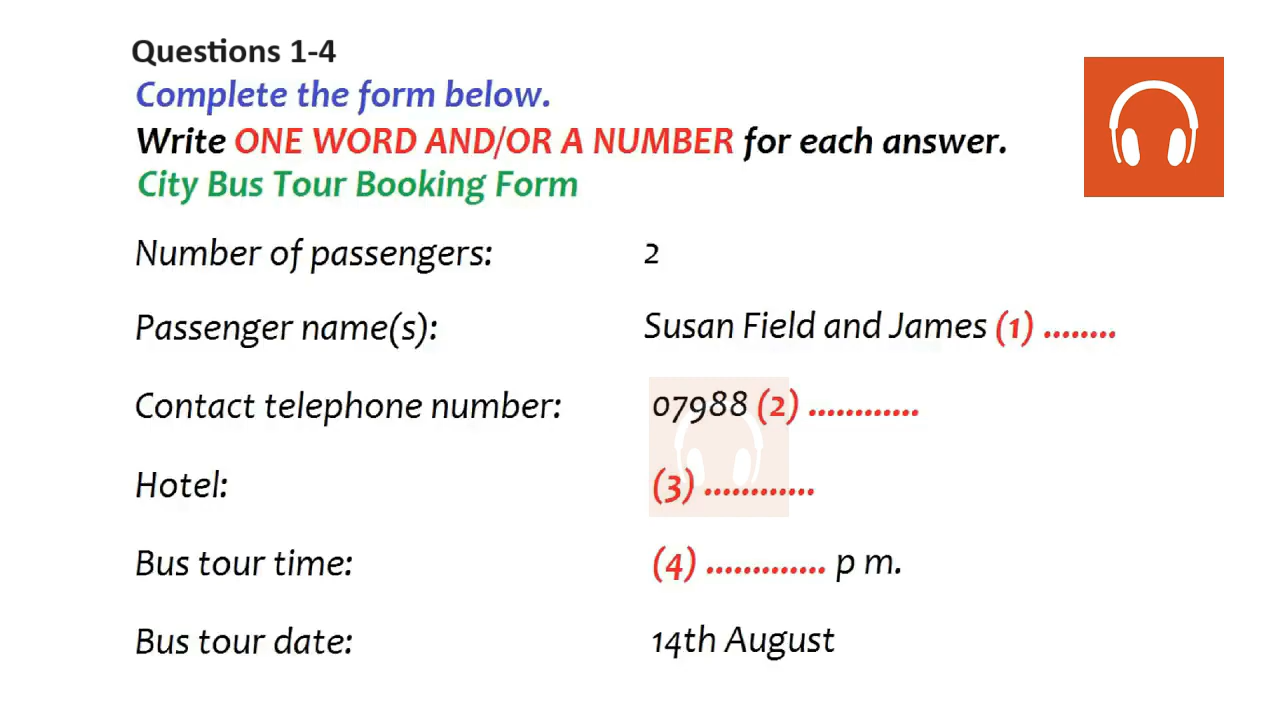 Questions 1-4
Complete the form below.
Write ONE WORD AND/OR A NUMBER for each answer.
City Bus Tour Booking Form
Number of passengers: 2
Passenger name(s): Susan Field and James (1) ........
Contact telephone number: 07988 (2) ............
Hotel: (3) ............
Bus tour time: (4) ............. p m.
Bus tour date: 14th August